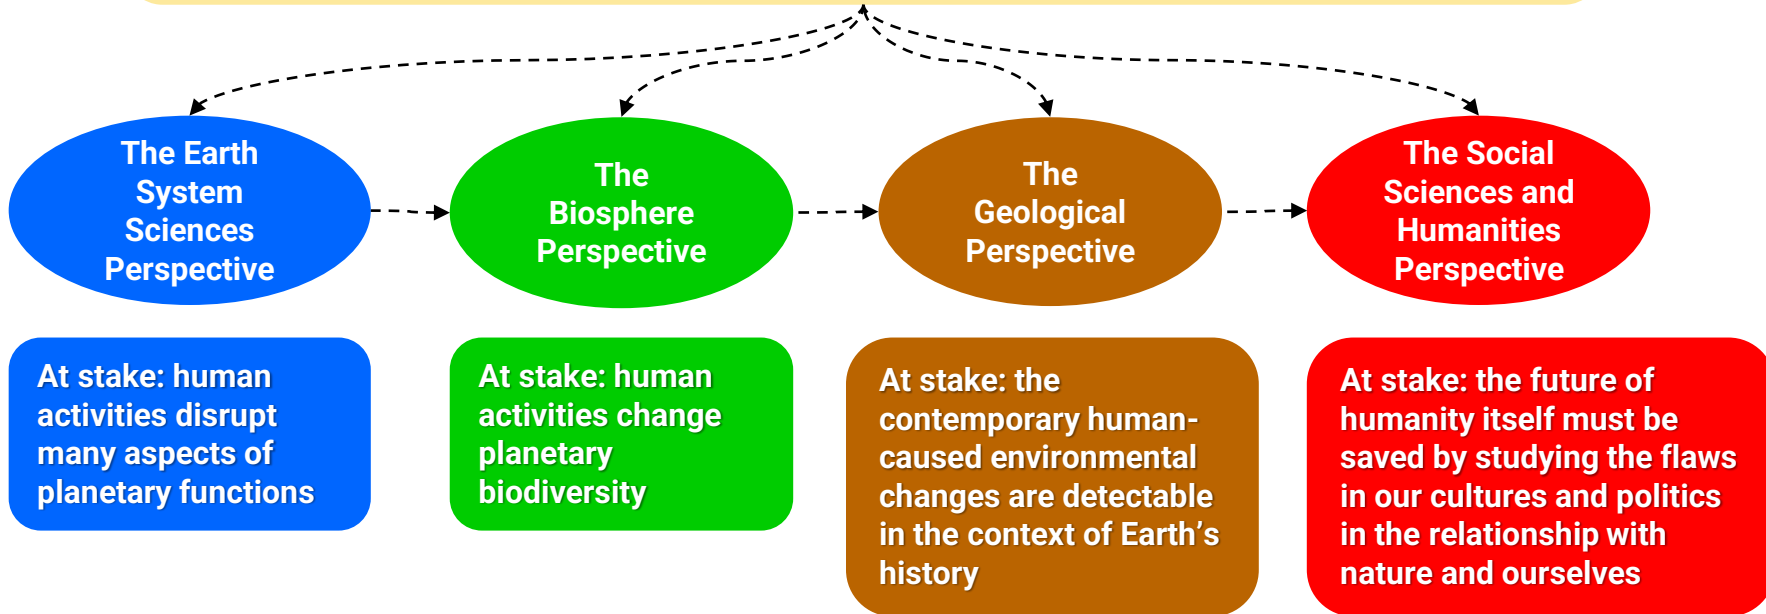 The Earth
System
Sciences
Perspective
The
Biosphere
Perspective
The
Geological
Perspective
The Social
Sciences and
Humanities
Perspective
At stake: human
activities disrupt
many aspects of
planetary functions
At stake: human
activities change
planetary
biodiversity
At stake: the
contemporary human-
caused environmental
changes are detectable
in the context of Earth’s
history
At stake: the future of
humanity itself must be
saved by studying the flaws
in our cultures and politics
in the relationship with
nature and ourselves